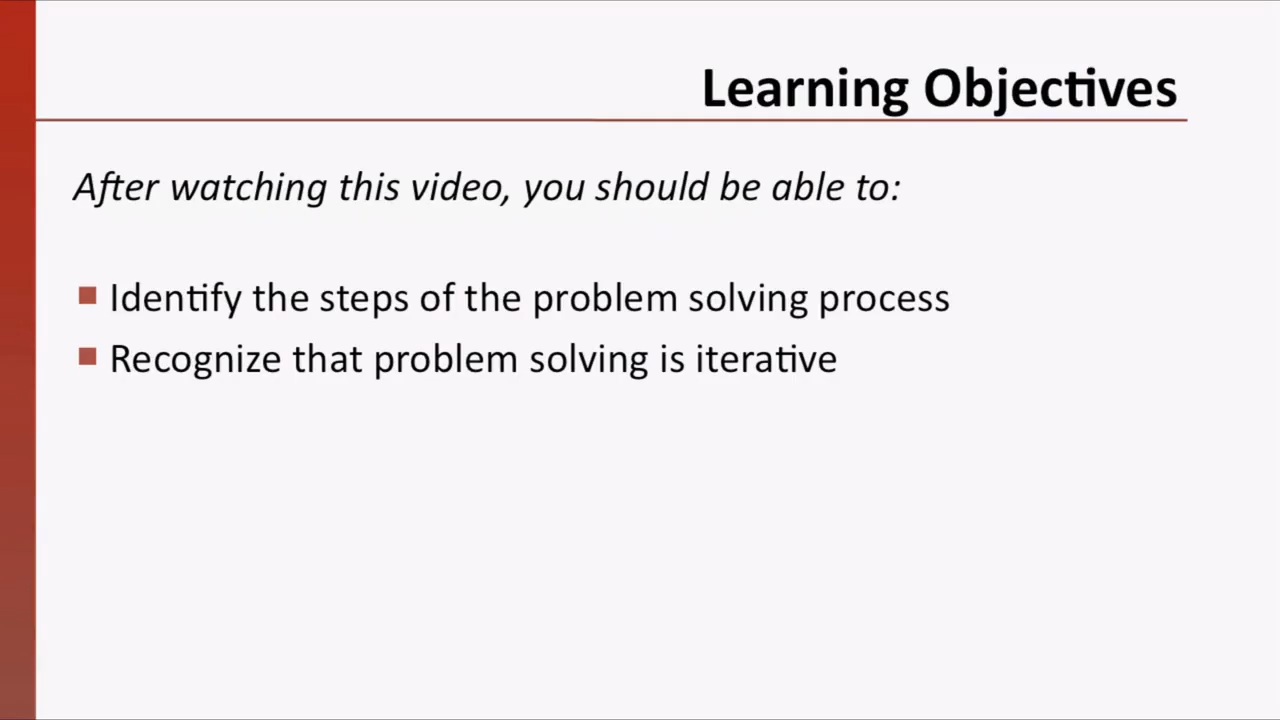 Learning Objectives
After watching this video, you should be able to:
Identify the steps of the problem solving process
Recognize that problem solving is iterative